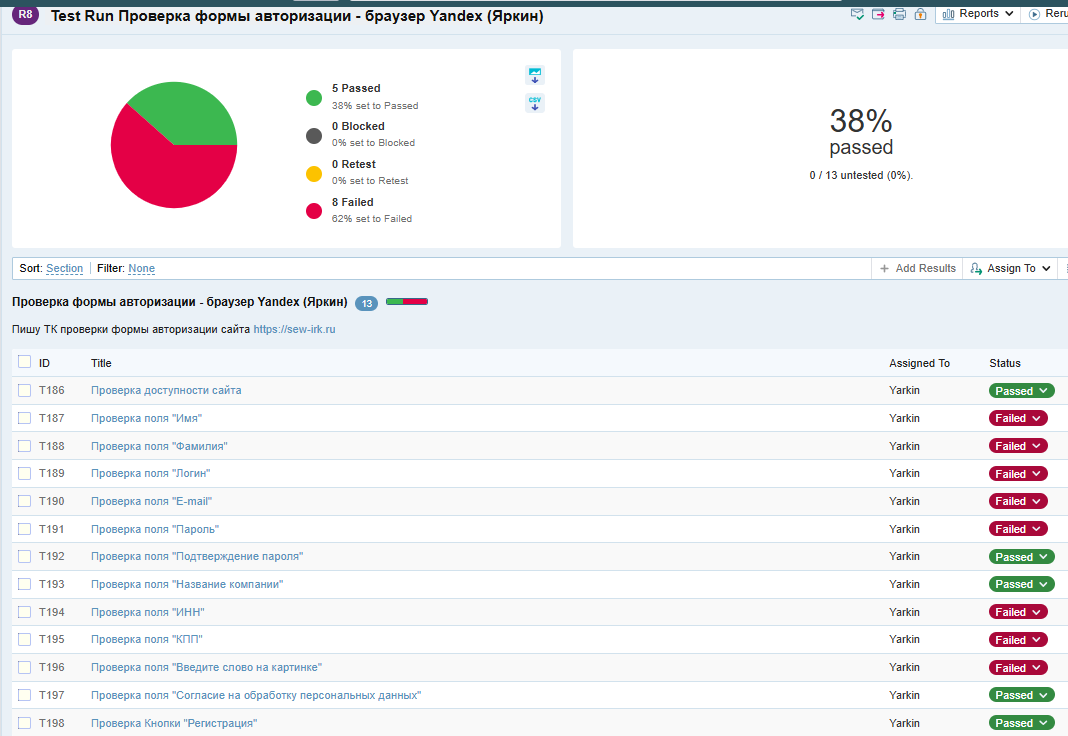 R8 Test Run Проверка формы авторизации - браузер Yandex (Яркин) Reports
5 Passed
38% set to Passed
0 Blocked
0% set to Blocked
0 Retest
0% set to Retest
8 Failed
62% set to Failed
CSV
38%
passed
0 / 13 untested (0%).
Sort: Section Filter: None + Add Results Assign To
Проверка формы авторизации - браузер Yandex (Яркин) 13
Пишу ТК проверки формы авторизации сайта https://sew-irk.ru
ID Title Assigned To Status
T186 Проверка доступности сайта Yarkin Passed
T187 Проверка поля "Имя" Yarkin Failed
T188 Проверка поля "Фамилия" Yarkin Failed
T189 Проверка поля "Логин" Yarkin Failed
T190 Проверка поля "E-mail" Yarkin Failed
T191 Проверка поля "Пароль" Yarkin Failed
T192 Проверка поля "Подтверждение пароля" Yarkin Passed
T193 Проверка поля "Название компании" Yarkin Passed
T194 Проверка поля "ИНН" Yarkin Failed
T195 Проверка поля "КПП" Yarkin Failed
T196 Проверка поля "Введите слово на картинке" Yarkin Failed
T197 Проверка поля "Согласие на обработку персональных данных" Yarkin Passed
T198 Проверка Кнопки "Регистрация" Yarkin Passed